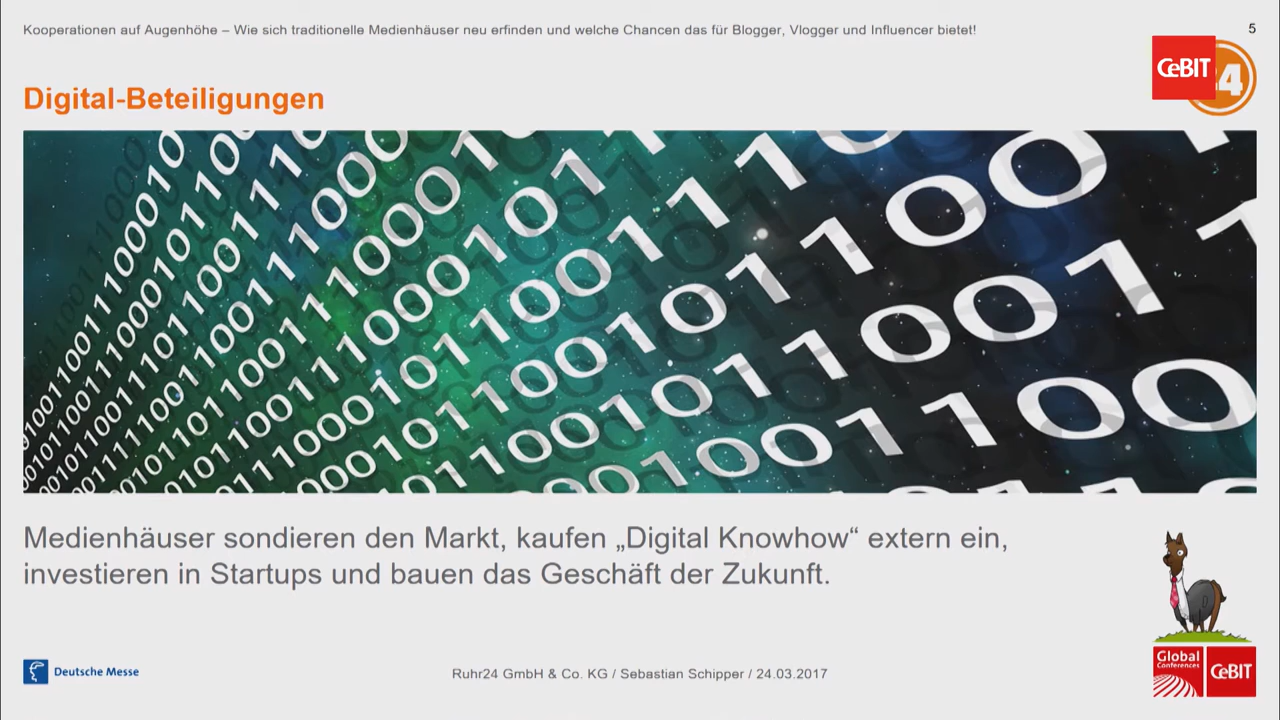 Kooperationen auf Augenhöhe – Wie sich traditionelle Medienhäuser neu erfinden und welche Chancen das für Blogger, Vlogger und Influencer bietet!
5
CeBIT
4
Digital-Beteiligungen
Medienhäuser sondieren den Markt, kaufen „Digital Knowhow“ extern ein,
investieren in Startups und bauen das Geschäft der Zukunft.
Deutsche Messe
Ruhr24 GmbH & Co. KG / Sebastian Schipper / 24.03.2017
Global
Conferences
CeBIT